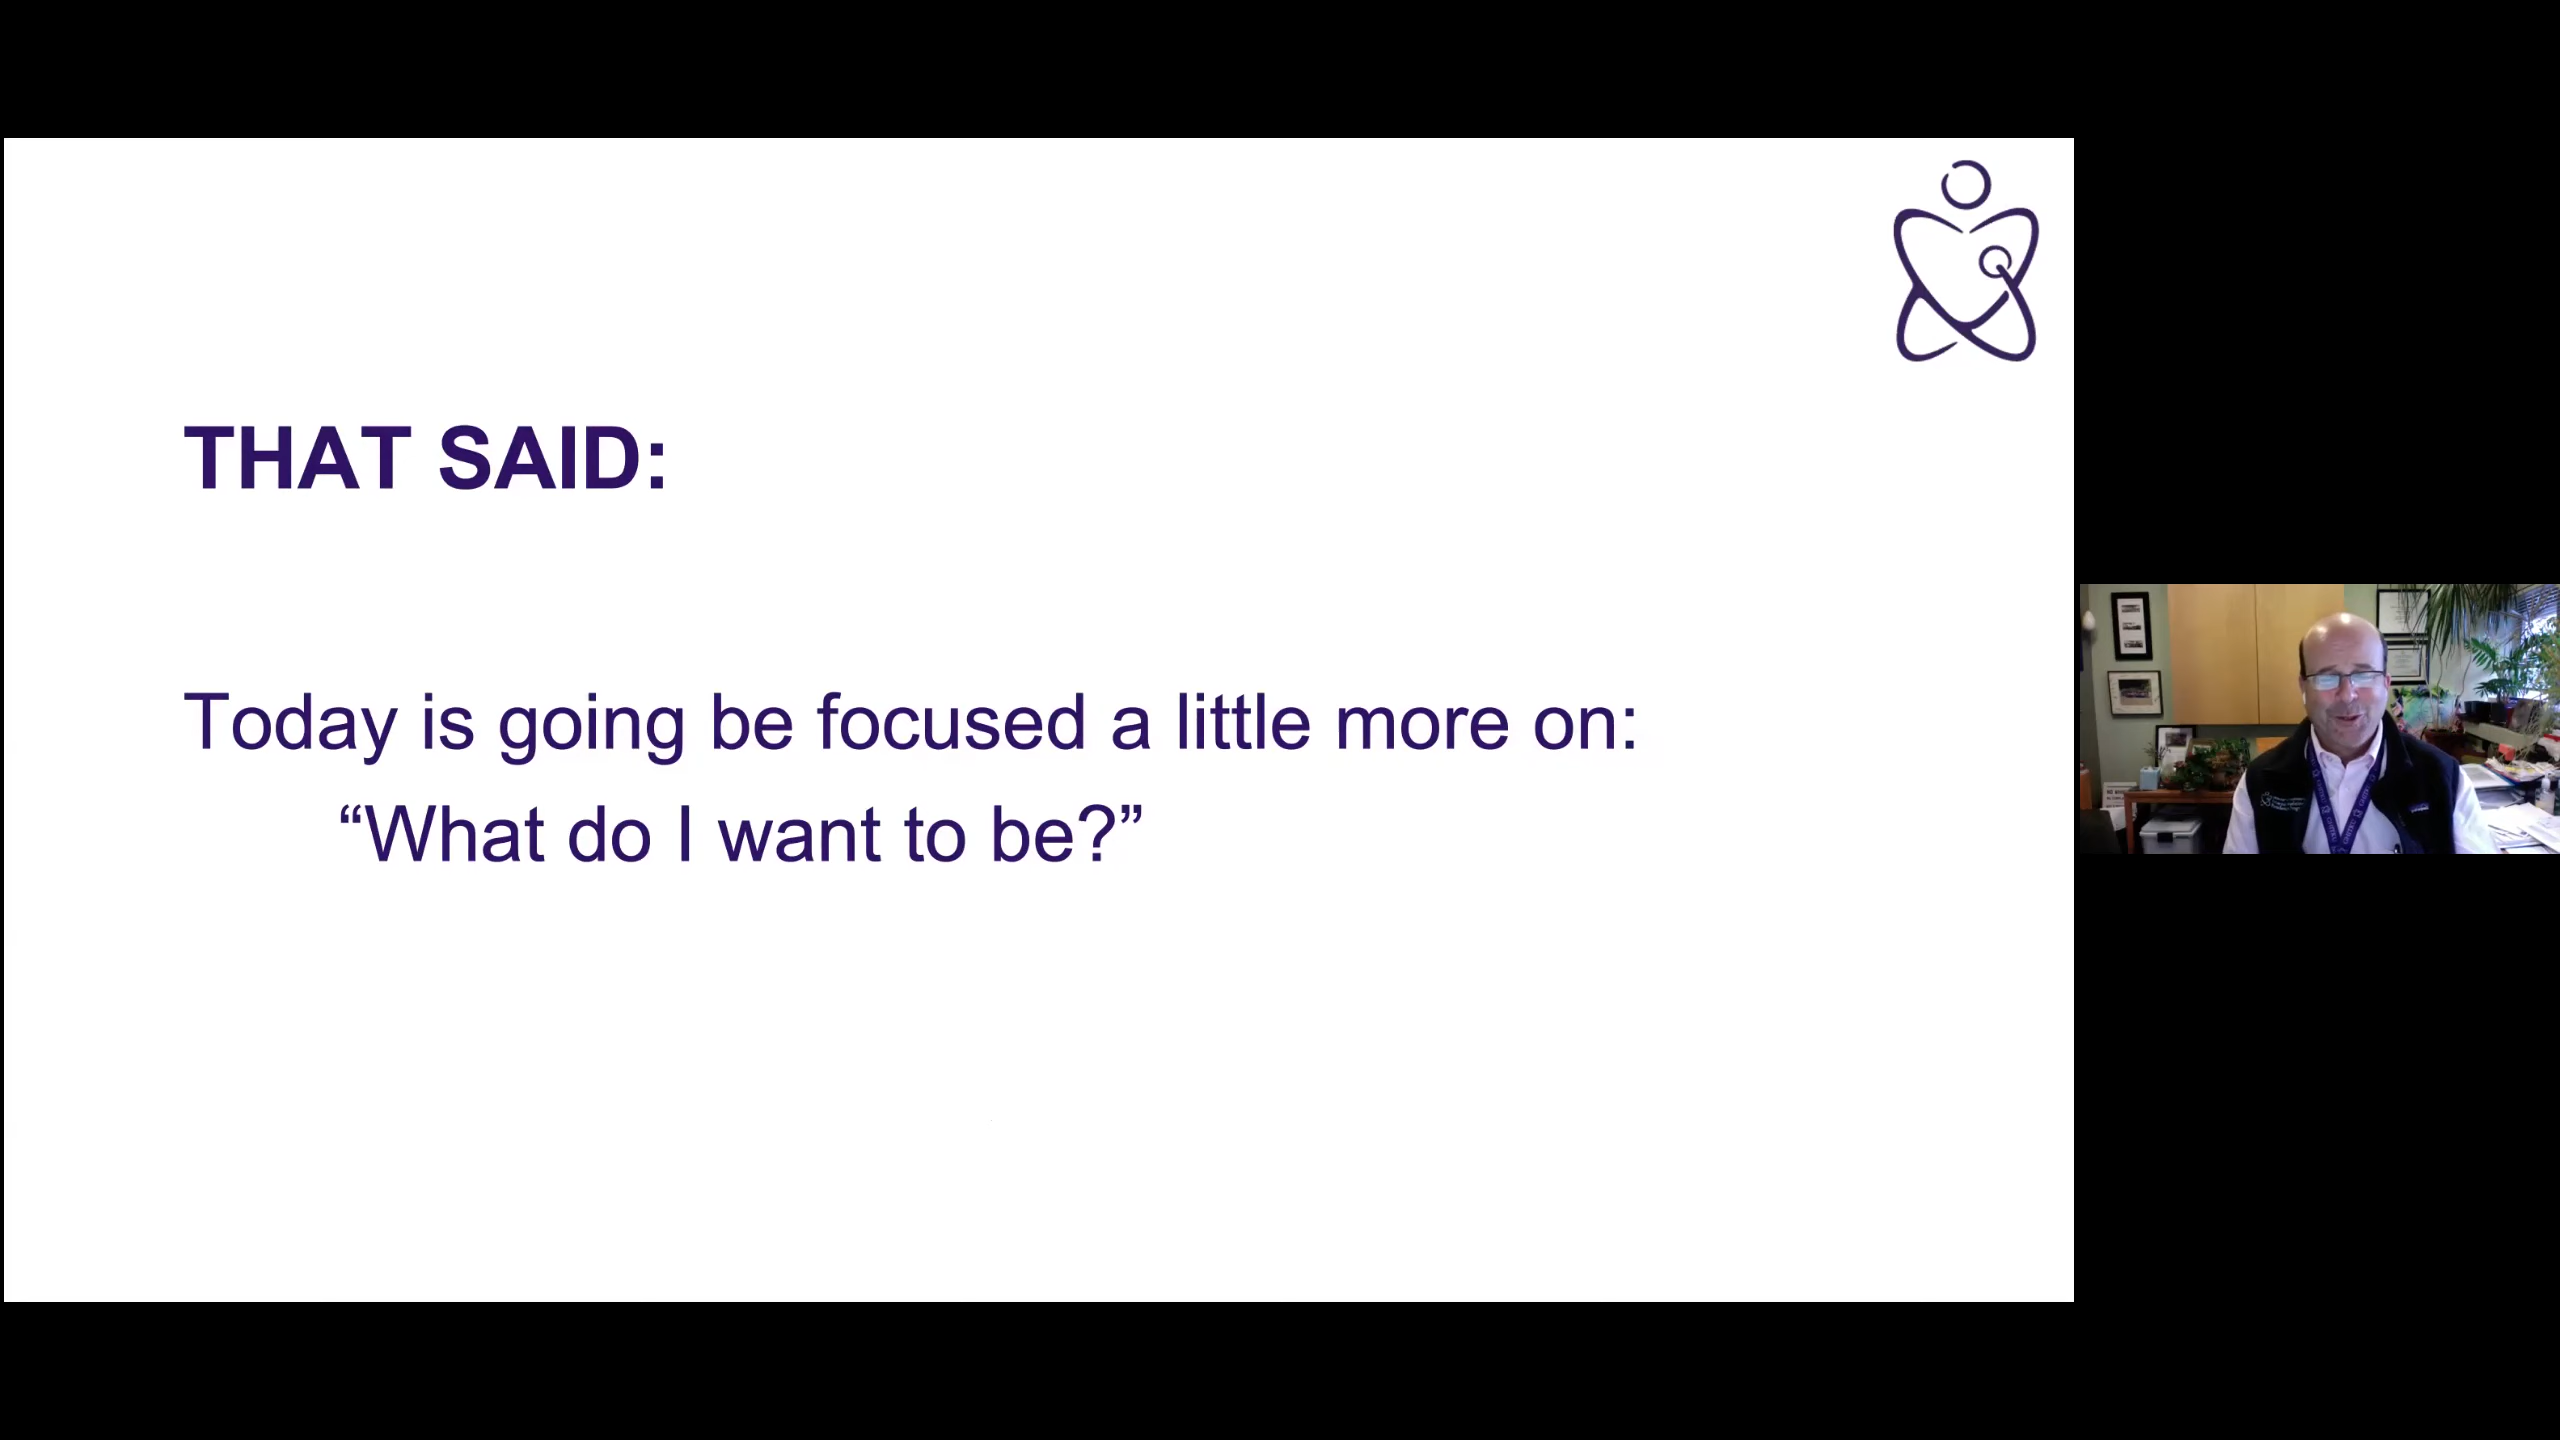 THAT SAID:
Today is going be focused a little more on:
“What do I want to be?”